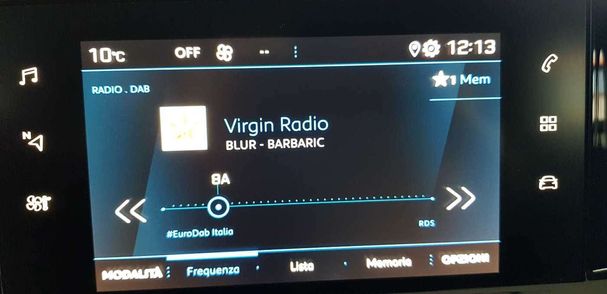 10°C OFF -- 12:13
RADIO . DAB
1 Mem
Virgin Radio
BLUR - BARBARIC
8A
#EuroDab Italia
RDS
MODALITÀ Frequenza Lista Memoria OPZIONI
N